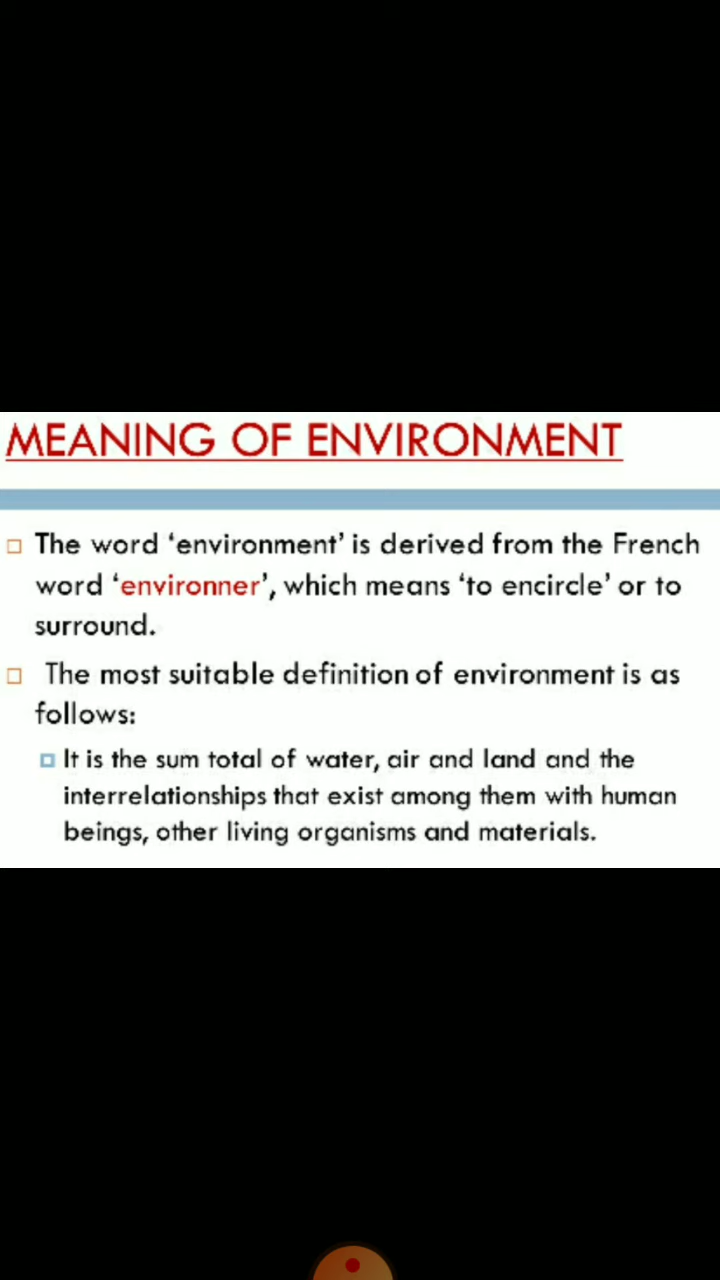 MEANING OF ENVIRONMENT
The word ‘environment’ is derived from the French
word ‘environner’, which means ‘to encircle’ or to
surround.
The most suitable definition of environment is as
follows:
It is the sum total of water, air and land and the
interrelationships that exist among them with human
beings, other living organisms and materials.